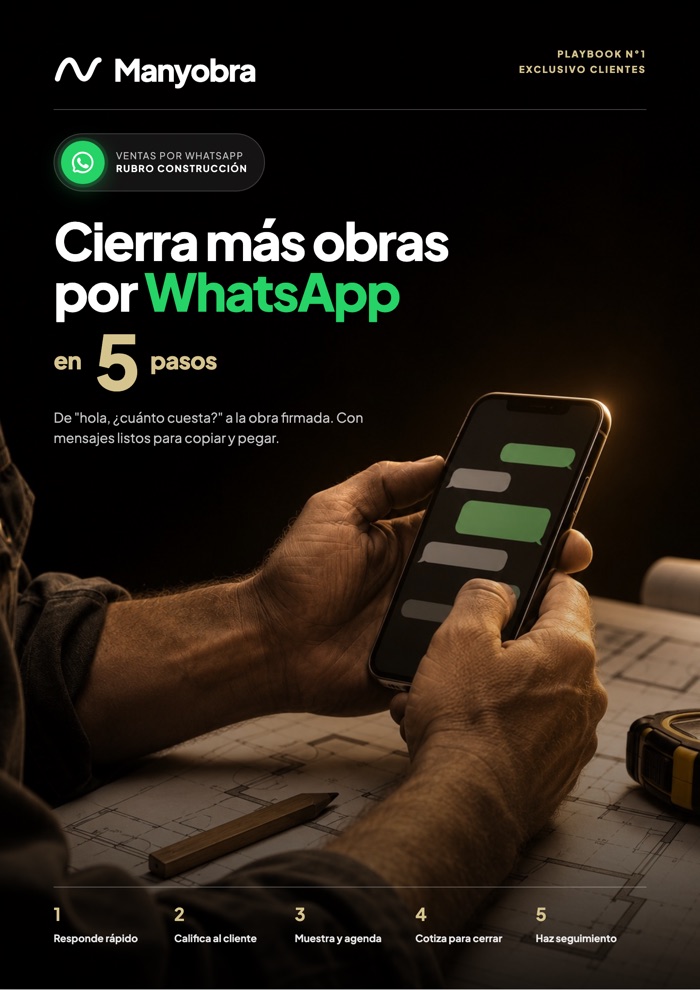 Manyobra
PLAYBOOK N°1
EXCLUSIVO CLIENTES
VENTAS POR WHATSAPP
RUBRO CONSTRUCCIÓN
Cierra más obras
por WhatsApp
en 5 pasos
De "hola, ¿cuánto cuesta?" a la obra firmada. Con
mensajes listos para copiar y pegar.
1
Responde rápido
2
Califica al cliente
3
Muestra y agenda
4
Cotiza para cerrar
5
Haz seguimiento